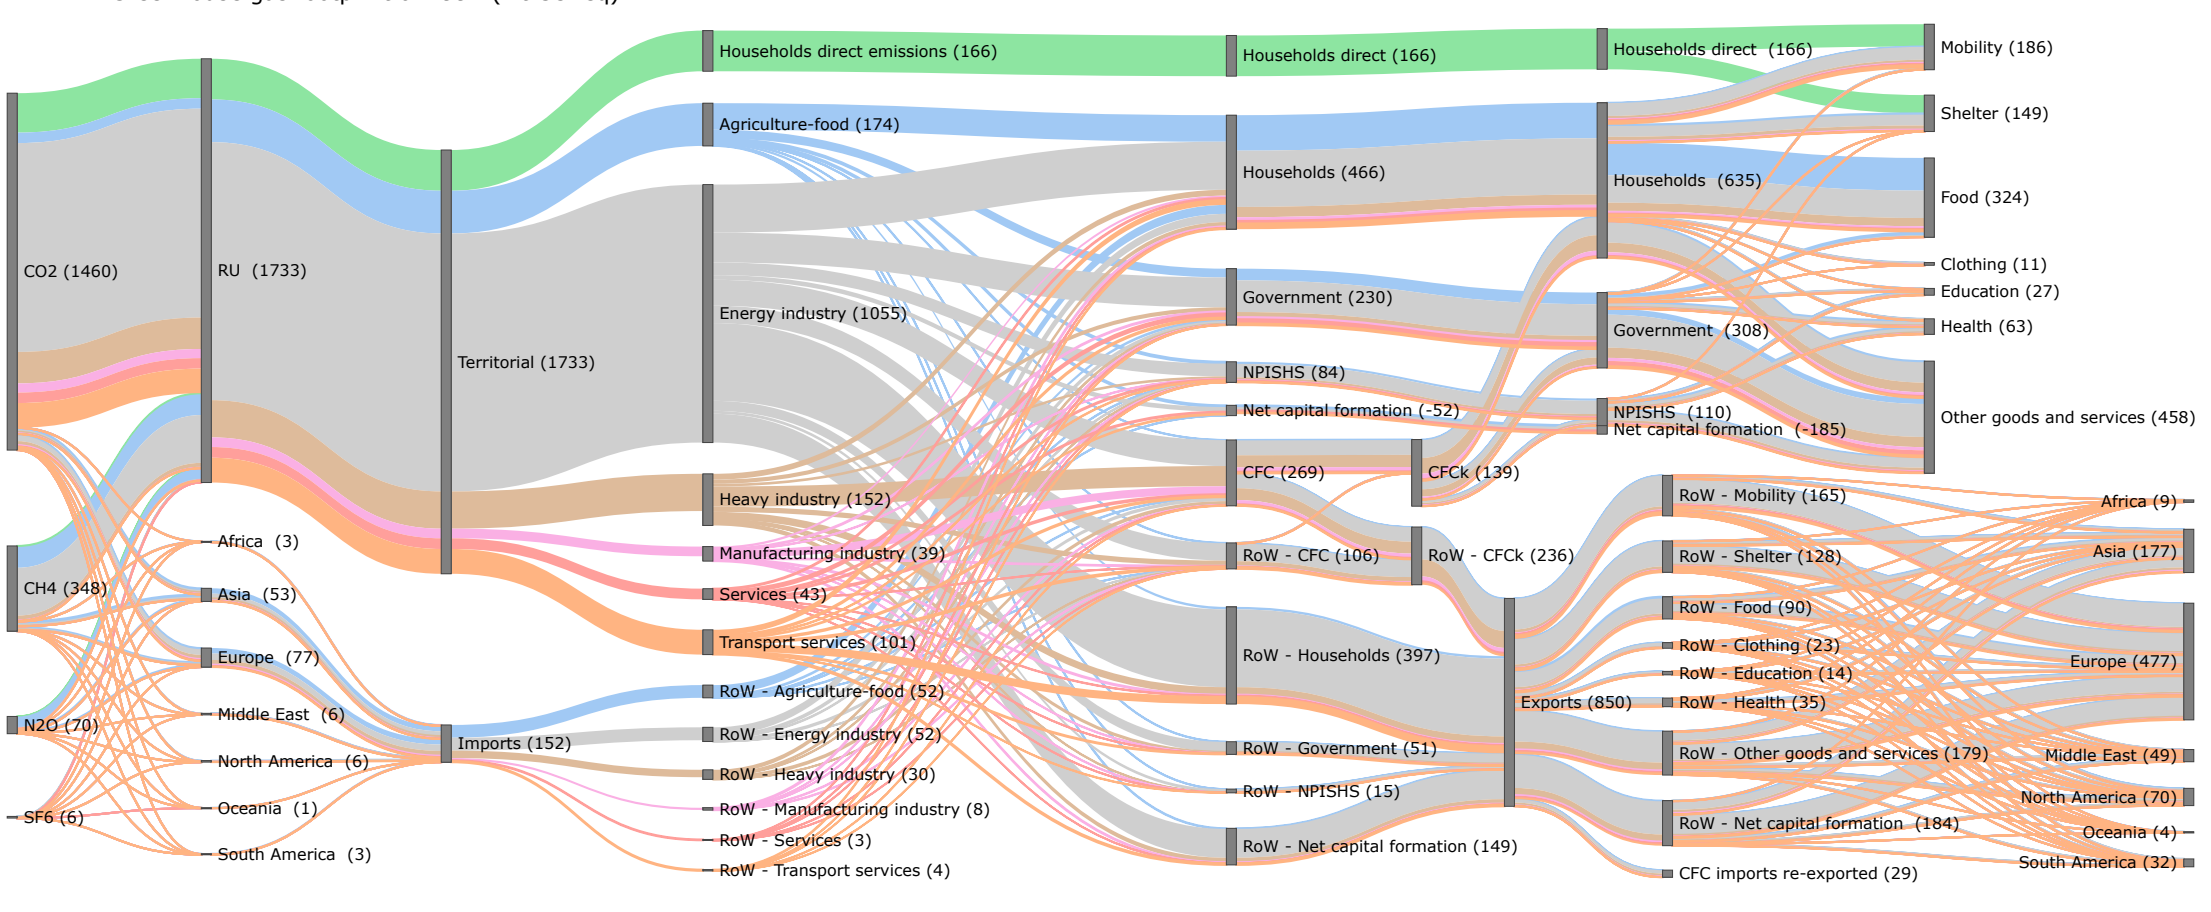 CO2 (1460)
CH4 (348)
N2O (70)
SF6 (6)
RU (1733)
Africa (3)
Asia (53)
Europe (77)
Middle East (6)
North America (6)
Oceania (1)
South America (3)
Territorial (1733)
Imports (152)
Households direct emissions (166)
Agriculture-food (174)
Energy industry (1055)
Heavy industry (152)
Manufacturing industry (39)
Services (43)
Transport services (101)
RoW - Agriculture-food (52)
RoW - Energy industry (52)
RoW - Heavy industry (30)
RoW - Manufacturing industry (8)
RoW - Services (3)
RoW - Transport services (4)
Households direct (166)
Households (466)
Government (230)
NPISHS (84)
Net capital formation (-52)
CFC (269)
RoW - CFC (106)
RoW - Households (397)
RoW - Government (51)
RoW - NPISHS (15)
RoW - Net capital formation (149)
CFCk (139)
RoW - CFCk (236)
Exports (850)
Households direct (166)
Households (635)
Government (308)
NPISHS (110)
Net capital formation (-185)
RoW - Mobility (165)
RoW - Shelter (128)
RoW - Food (90)
RoW - Clothing (23)
RoW - Education (14)
RoW - Health (35)
RoW - Other goods and services (179)
RoW - Net capital formation (184)
CFC imports re-exported (29)
Mobility (186)
Shelter (149)
Food (324)
Clothing (11)
Education (27)
Health (63)
Other goods and services (458)
Africa (9)
Asia (177)
Europe (477)
Middle East (49)
North America (70)
Oceania (4)
South America (32)